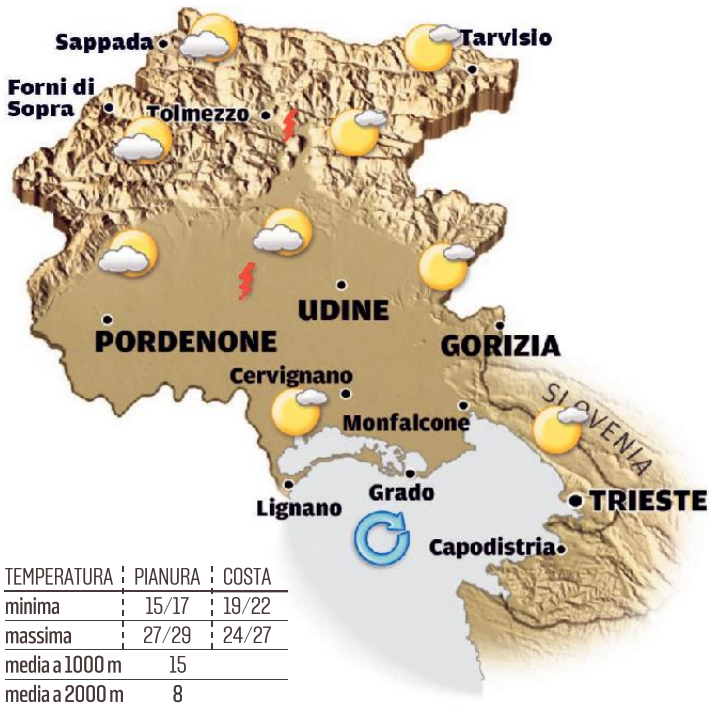 Sappada
Tarvisio
Forni di
Sopra
Tolmezzo
UDINE
PORDENONE
GORIZIA
Cervignano
SLOVENIA
Monfalcone
Grado
Lignano
TRIESTE
Capodistria
TEMPERATURA PIANURA COSTA
minima 15/17 19/22
massima 27/29 24/27
media a 1000 m 15
media a 2000 m 8